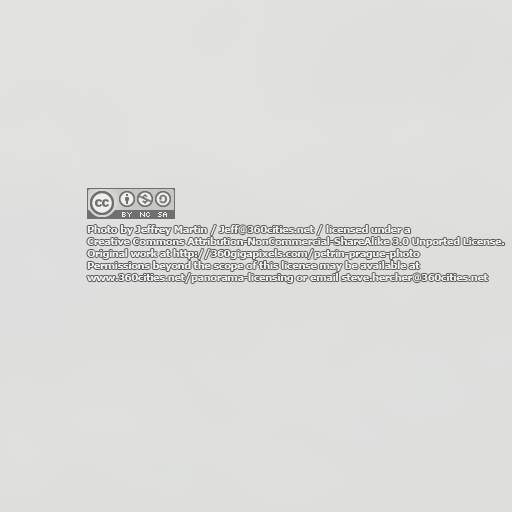 cc BY NC SA
Photo by Jeffrey Martin / Jeff@360cities.net / licensed under a
Creative Commons Attribution-NonCommercial-ShareAlike 3.0 Unported License.
Original work at http://360gigapixels.com/petrin-prague-photo
Permissions beyond the scope of this license may be available at
www.360cities.net/panorama-licensing or email steve.hercher@360cities.net